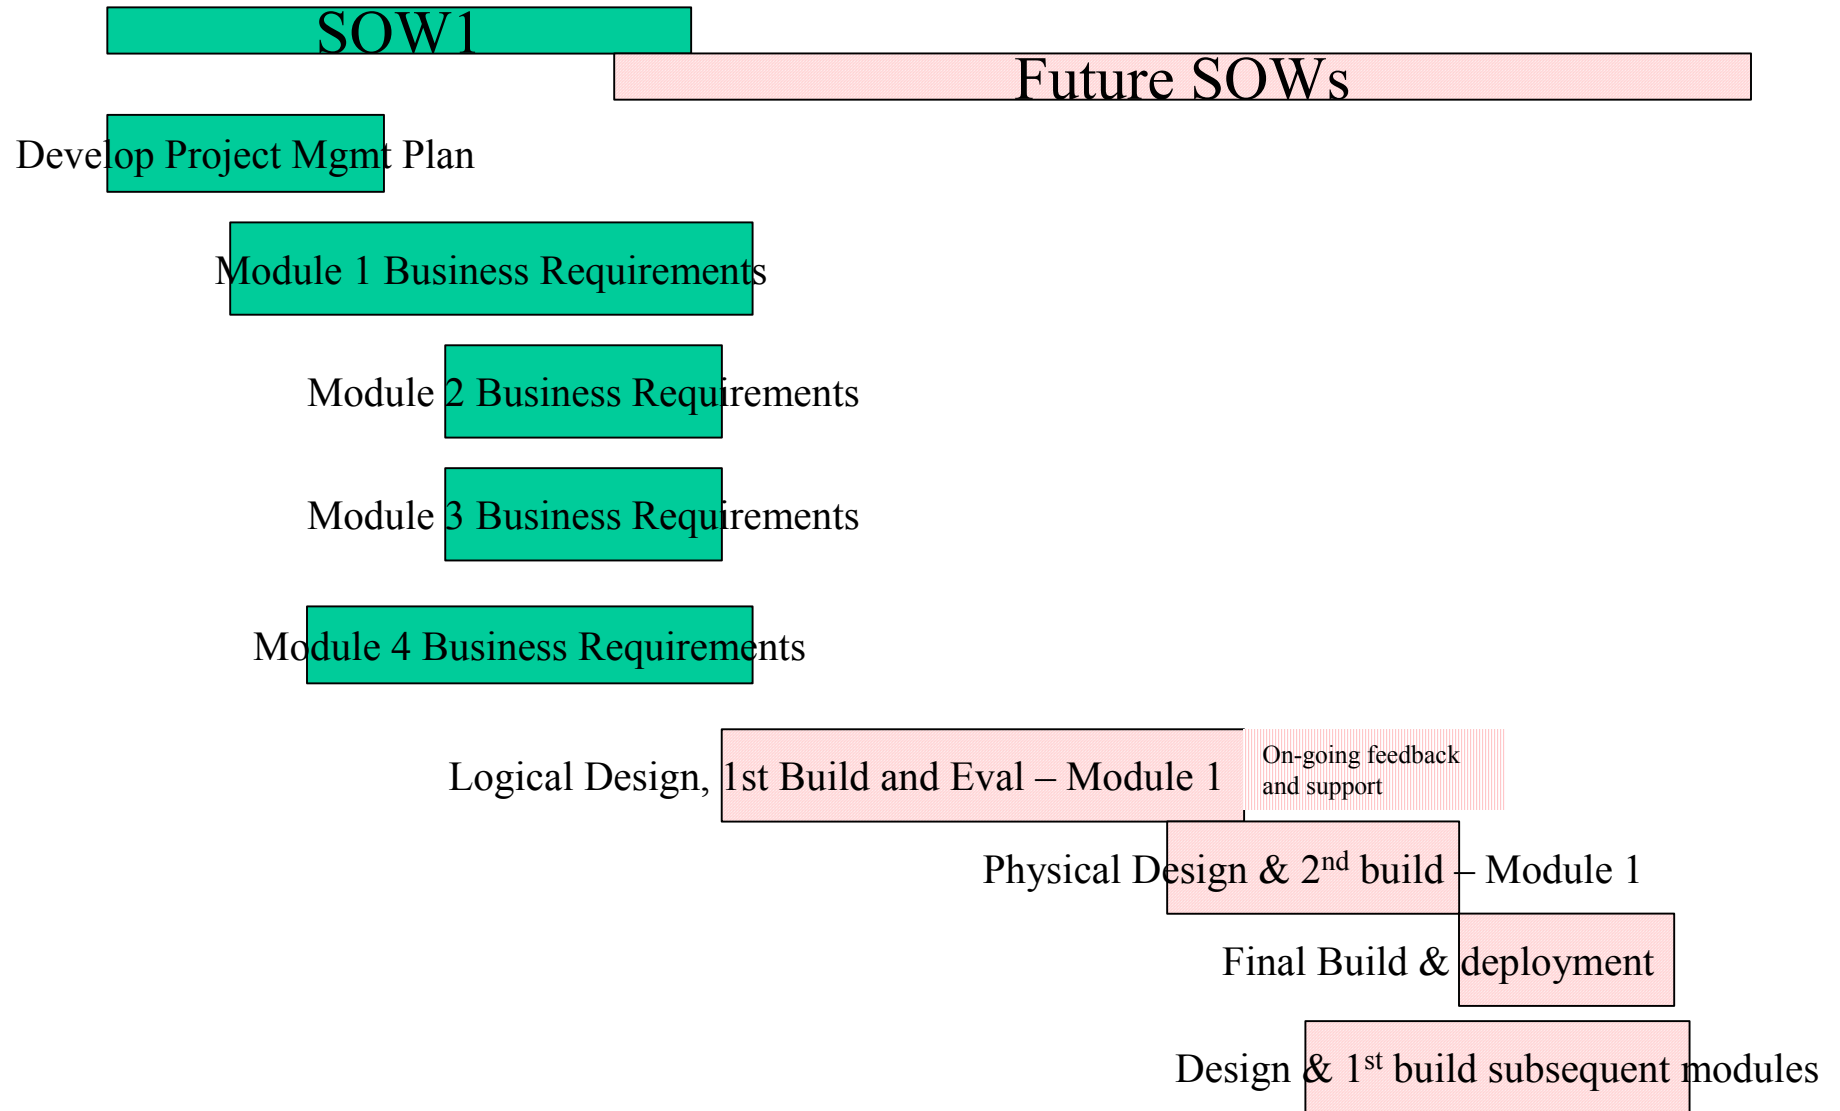 SOW1
Future SOWs
Develop Project Mgmt Plan
Module 1 Business Requirements
Module 2 Business Requirements
Module 3 Business Requirements
Module 4 Business Requirements
Logical Design, 1st Build and Eval – Module 1
On-going feedback
and support
Physical Design & 2nd build – Module 1
Final Build & deployment
Design & 1st build subsequent modules